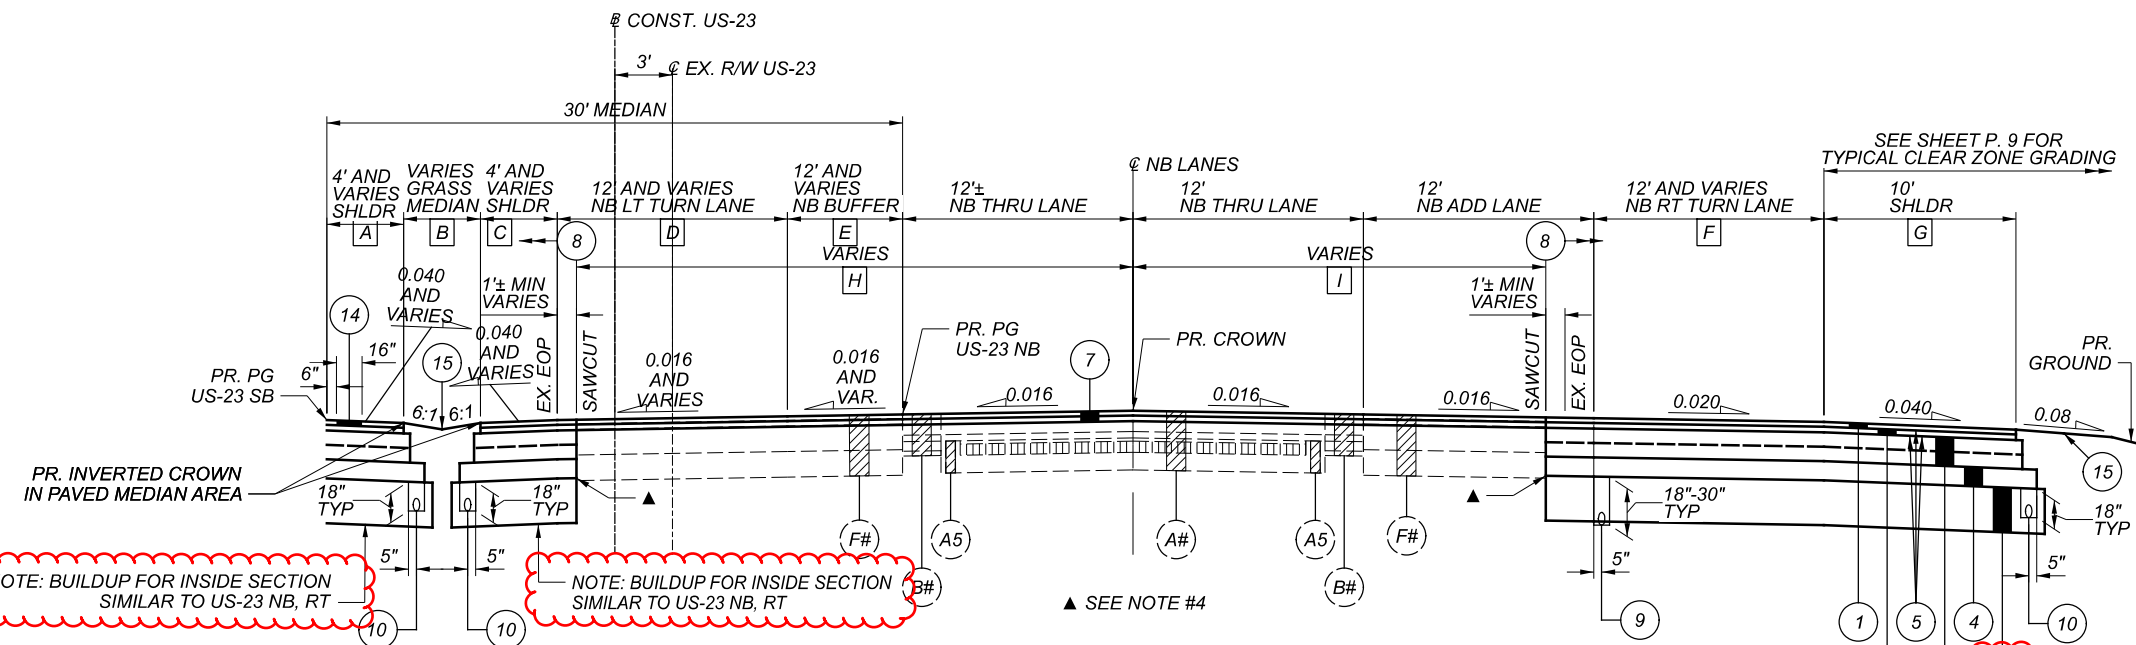 B CONST. US-23
3'
C EX. R/W US-23
30' MEDIAN
SEE SHEET P. 9 FOR
TYPICAL CLEAR ZONE GRADING
4' AND
VARIES
SHLDR
A
VARIES
GRASS
MEDIAN
B
4' AND
VARIES
SHLDR
C
12' AND VARIES
NB LT TURN LANE
D
12' AND
VARIES
NB BUFFER
E
12'±
NB THRU LANE
℄ NB LANES
12'
NB THRU LANE
12'
NB ADD LANE
12' AND VARIES
NB RT TURN LANE
F
10'
SHLDR
G
8
VARIES
H
VARIES
I
8
0.040
AND
VARIES
1'± MIN
VARIES
1'± MIN
VARIES
14
16"
6"
15
0.040
AND
VARIES
EX. EOP
SAWCUT
0.016
AND
VARIES
0.016
AND
VAR.
PR. PG
US-23 NB
7
PR. CROWN
SAWCUT
EX. EOP
PR.
GROUND
PR. PG
US-23 SB
6:1
6:1
0.016
0.016
0.016
0.020
0.040
0.08
PR. INVERTED CROWN
IN PAVED MEDIAN AREA
18"
TYP
18"
TYP
▲
▲
18"-30"
TYP
15
18"
TYP
F#
A5
A#
A5
F#
5"
5"
5"
5"
OTE: BUILDUP FOR INSIDE SECTION
SIMILAR TO US-23 NB, RT
NOTE: BUILDUP FOR INSIDE SECTION
SIMILAR TO US-23 NB, RT
B#
▲ SEE NOTE #4
B#
10
10
9
1
5
4
10